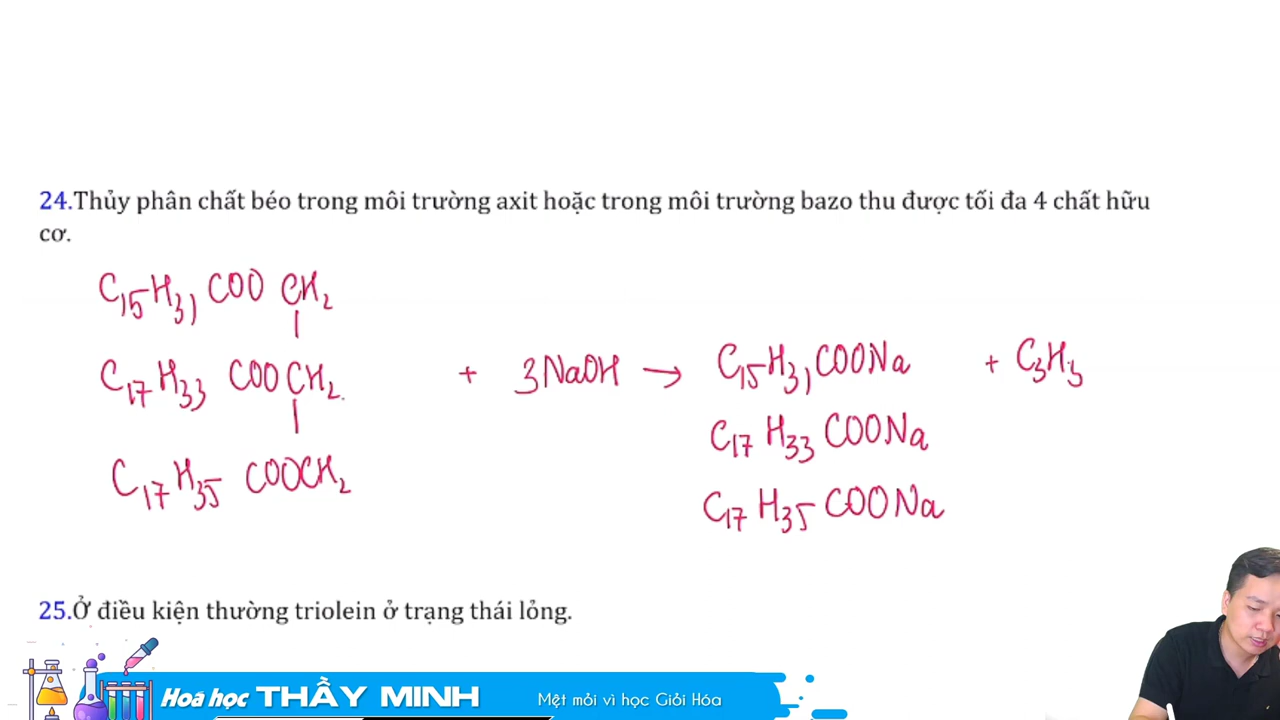 24.Thủy phân chất béo trong môi trường axit hoặc trong môi trường bazo thu được tối đa 4 chất hữu
cơ.
C₁₅H₃₁COOCH₂
C₁₇H₃₃COOCH₂ + 3NaOH → C₁₅H₃₁COONa + C₃H₃
C₁₇H₃₃COONa
C₁₇H₃₅COOCH₂
C₁₇H₃₅COONa
25.Ở điều kiện thường triolein ở trạng thái lỏng.
Hoá học THẦY MINH
Mệt mỏi vì học Giỏi Hóa